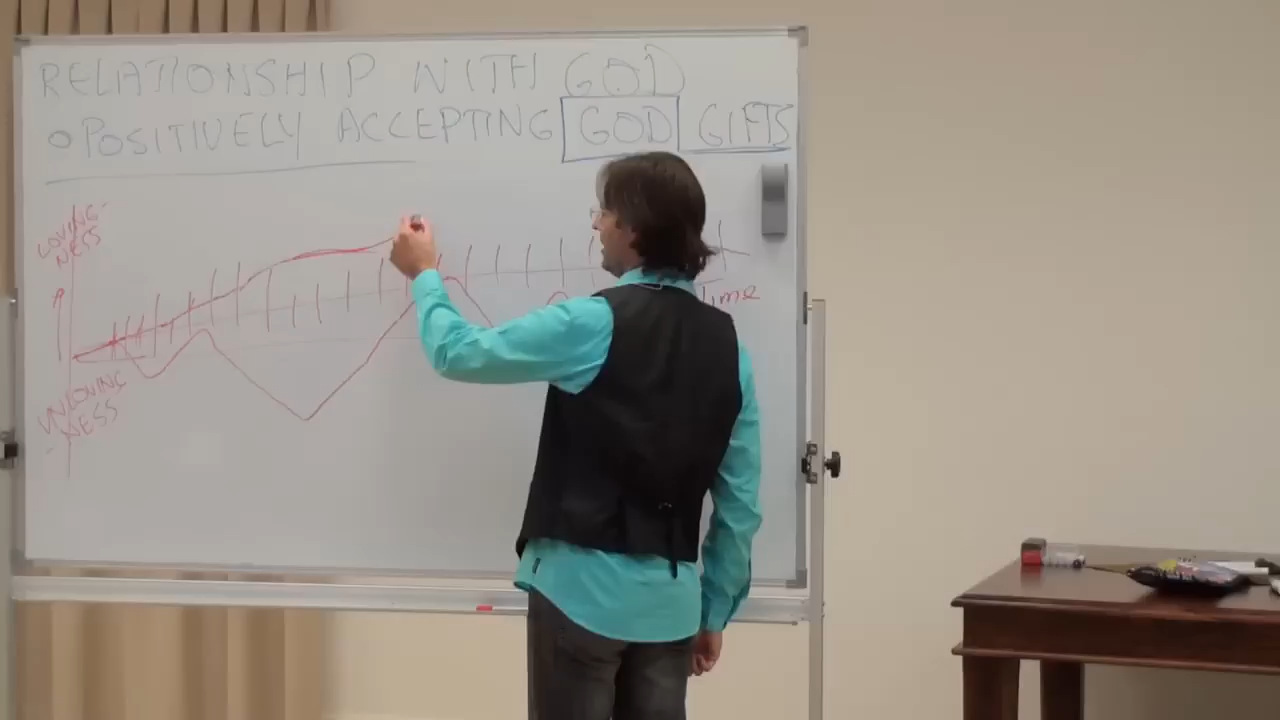 RELATIONSHIP WITH GOD
○ POSITIVELY ACCEPTING GOD GIFTS
LOVING-
NESS
Time
UNLOVING
-NESS